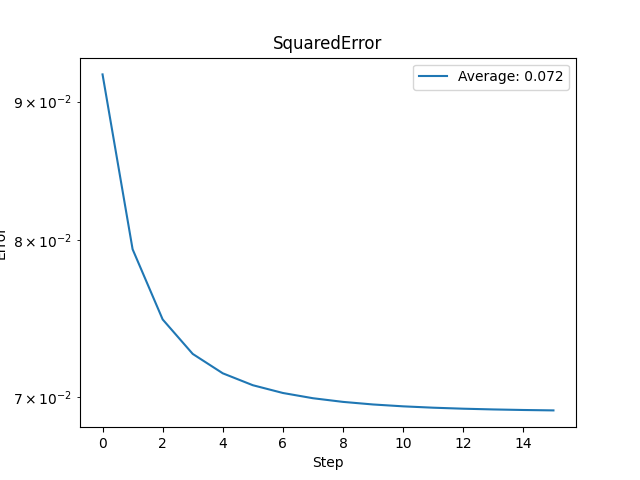 SquaredError
Average: 0.072
9 × 10⁻²
8 × 10⁻²
7 × 10⁻²
Error
0 2 4 6 8 10 12 14
Step